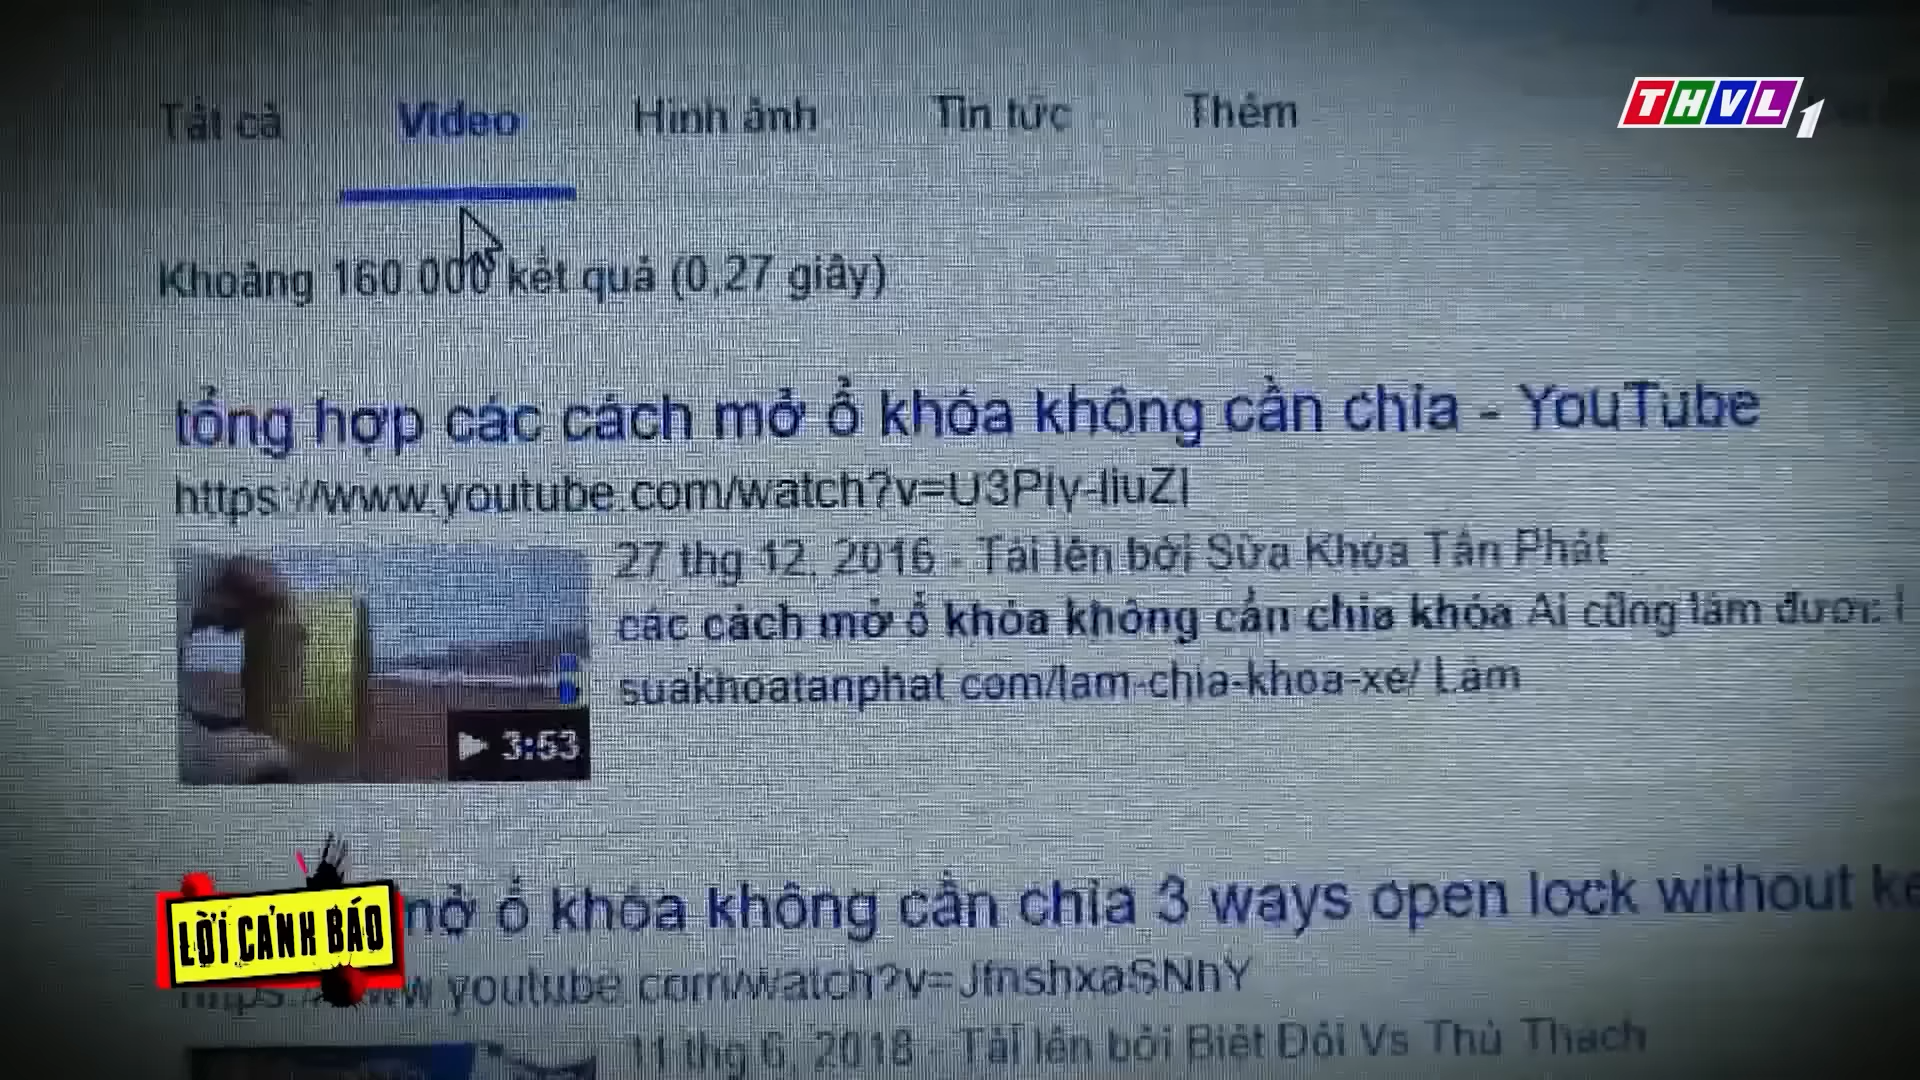 THVL1
Tất cả Video Hình ảnh Tin tức Thêm
Khoảng 160.000 kết quả (0,27 giây)
tổng hợp các cách mở ổ khóa không cần chìa - YouTube
https://www.youtube.com/watch?v=U3PIy-liuZI
27 thg 12, 2016 - Tải lên bởi Sửa Khóa Tấn Phát
các cách mở ổ khóa không cần chìa khóa Ai cũng làm được
suakhoatanphat.com/lam-chia-khoa-xe/ Làm
3:53
mở ổ khóa không cần chìa 3 ways open lock without
LỜI CẢNH BÁO
youtube.com/watch?v=JfnshxaSNhY
11 thg 6, 2018 - Tải lên bởi Biệt Đội Vs Thử Thách